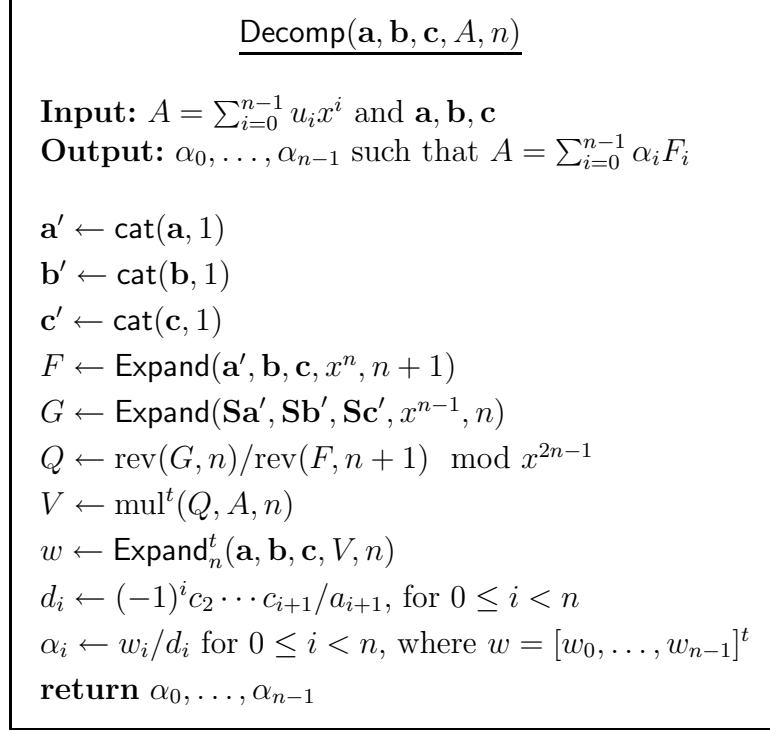 Decomp(a, b, c, A, n)
Input: A = ∑_{i=0}^{n−1} u_i x^i and a, b, c
Output: α_0, …, α_{n−1} such that A = ∑_{i=0}^{n−1} α_i F_i
a′ ← cat(a, 1)
b′ ← cat(b, 1)
c′ ← cat(c, 1)
F ← Expand(a′, b, c, x^n, n + 1)
G ← Expand(Sa′, Sb′, Sc′, x^{n−1}, n)
Q ← rev(G, n)/rev(F, n + 1) mod x^{2n−1}
V ← mul^t(Q, A, n)
w ← Expand_n^t(a, b, c, V, n)
d_i ← (−1)^i c_2 ⋯ c_{i+1}/a_{i+1}, for 0 ≤ i < n
α_i ← w_i/d_i for 0 ≤ i < n, where w = [w_0, …, w_{n−1}]^t
return α_0, …, α_{n−1}